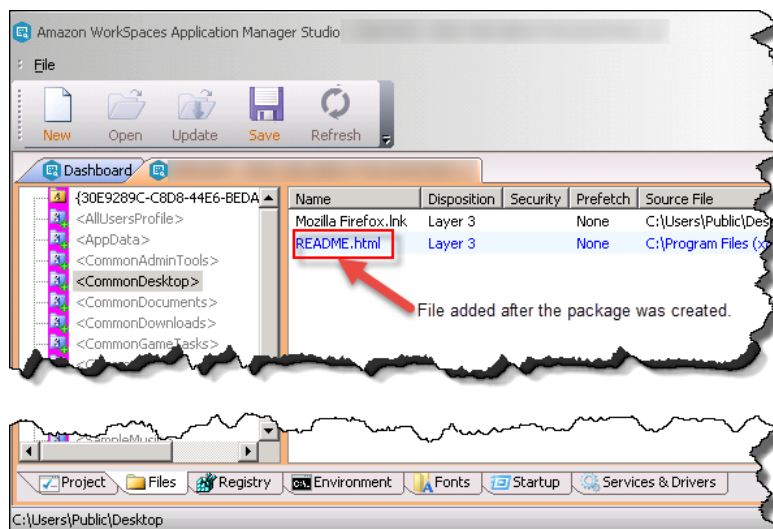 Amazon WorkSpaces Application Manager Studio
File
New Open Update Save Refresh
Dashboard
{30E9289C-C8D8-44E6-BEDA
Name Disposition Security Prefetch Source File
<AllUsersProfile>
Mozilla Firefox.lnk Layer 3 None C:\Users\Public\Des
<AppData>
README.html Layer 3 None C:\Program Files (x
<CommonAdminTools>
<CommonDesktop>
<CommonDocuments>
File added after the package was created.
<CommonDownloads>
<CommonGameTasks>
<SampleMusic
Project Files Registry Environment Fonts Startup Services & Drivers
C:\Users\Public\Desktop